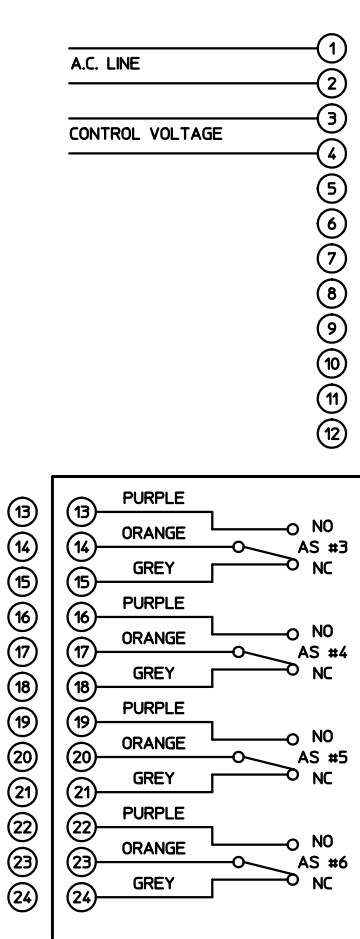 1
A.C. LINE
2
3
CONTROL VOLTAGE
4
5
6
7
8
9
10
11
12
13 13 PURPLE NO
14 14 ORANGE AS #3
15 15 GREY NC
16 16 PURPLE NO
17 17 ORANGE AS #4
18 18 GREY NC
19 19 PURPLE NO
20 20 ORANGE AS #5
21 21 GREY NC
22 22 PURPLE NO
23 23 ORANGE AS #6
24 24 GREY NC